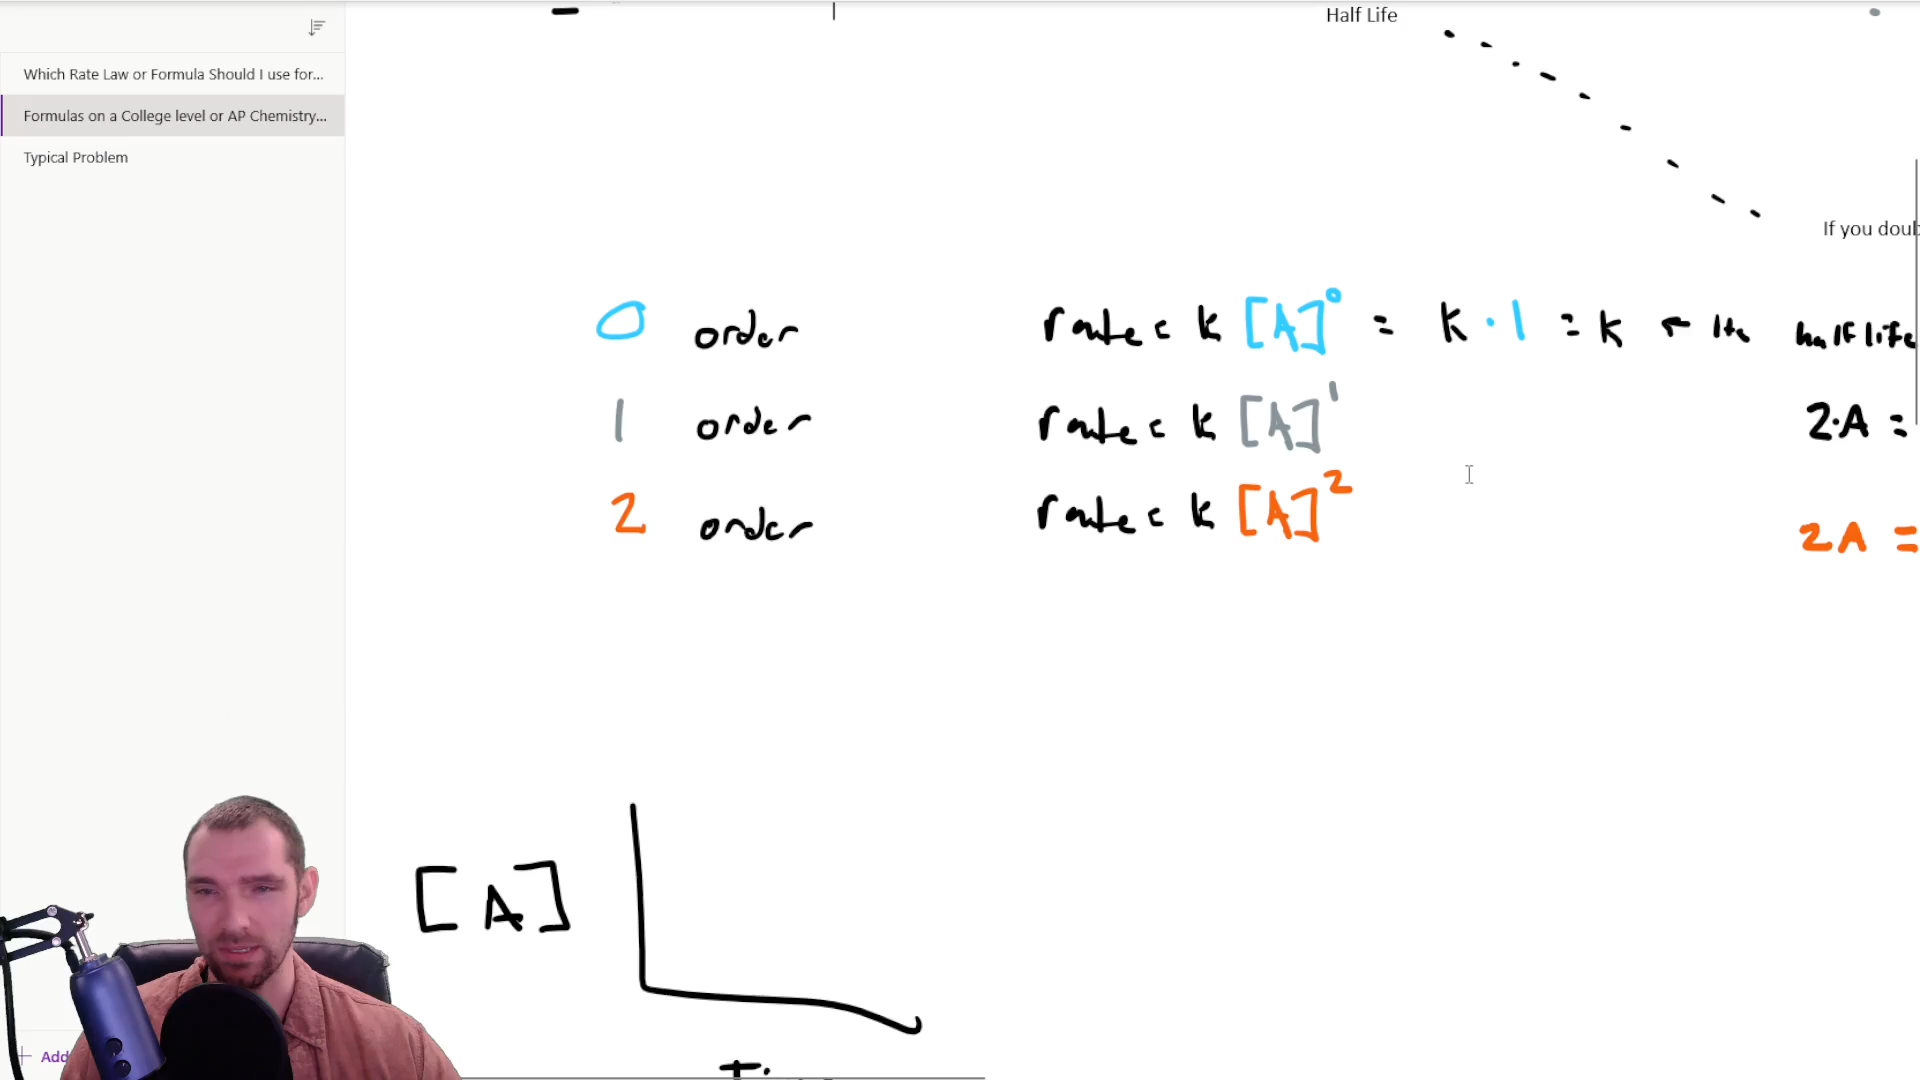 Half Life
Which Rate Law or Formula Should I use for...
Formulas on a College level or AP Chemistry...
Typical Problem
If you doub
0 order rate = k [A]⁰ = k · 1 = k ← its half life
1 order rate = k [A]¹ 2·A =
2 order rate = k [A]² 2A =
[A]
Add